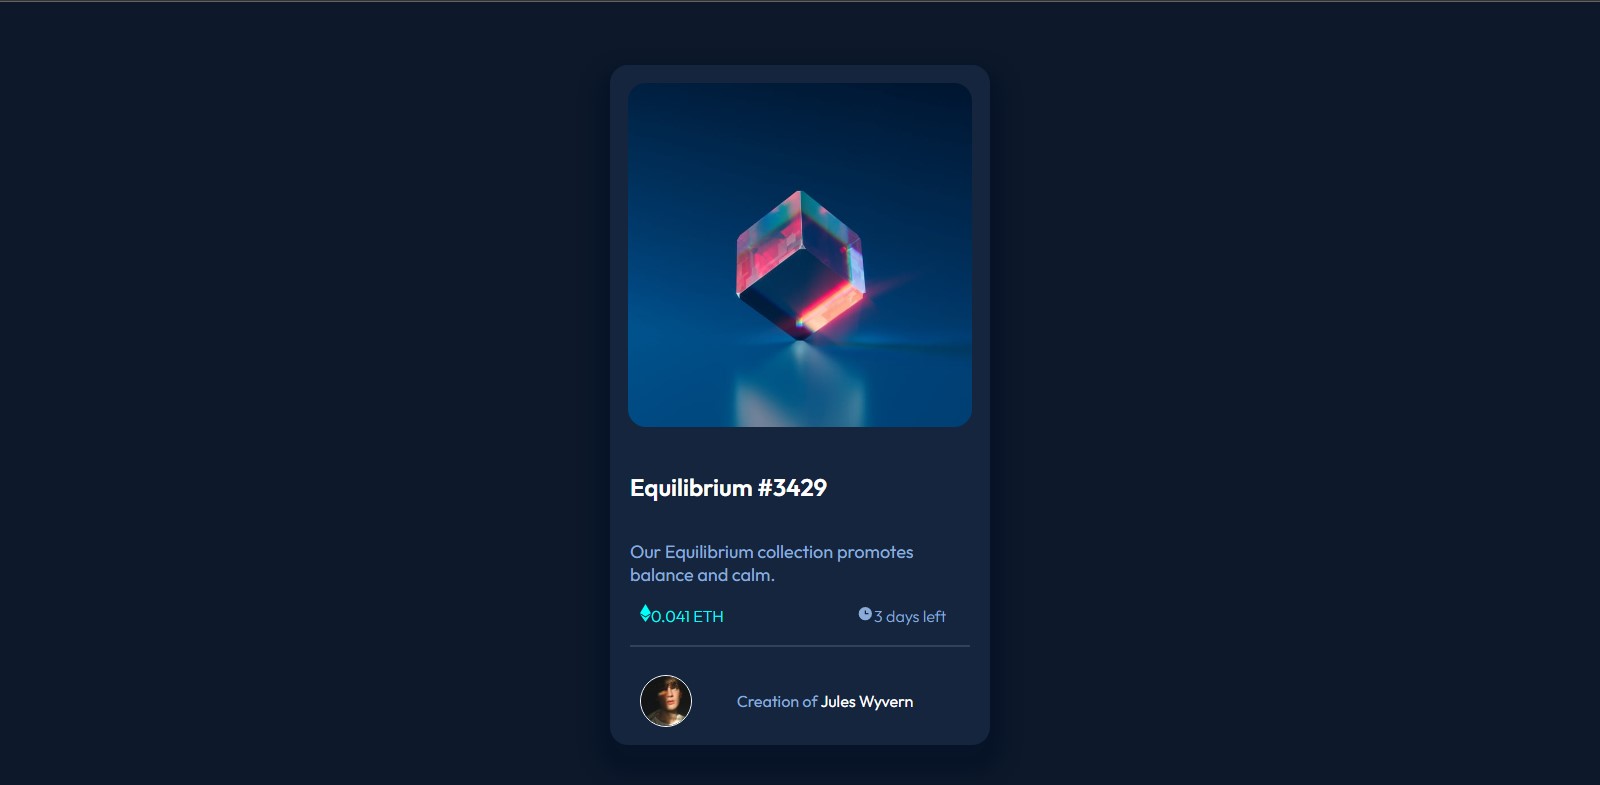 Equilibrium #3429
Our Equilibrium collection promotes
balance and calm.
0.041 ETH
3 days left
Creation of Jules Wyvern